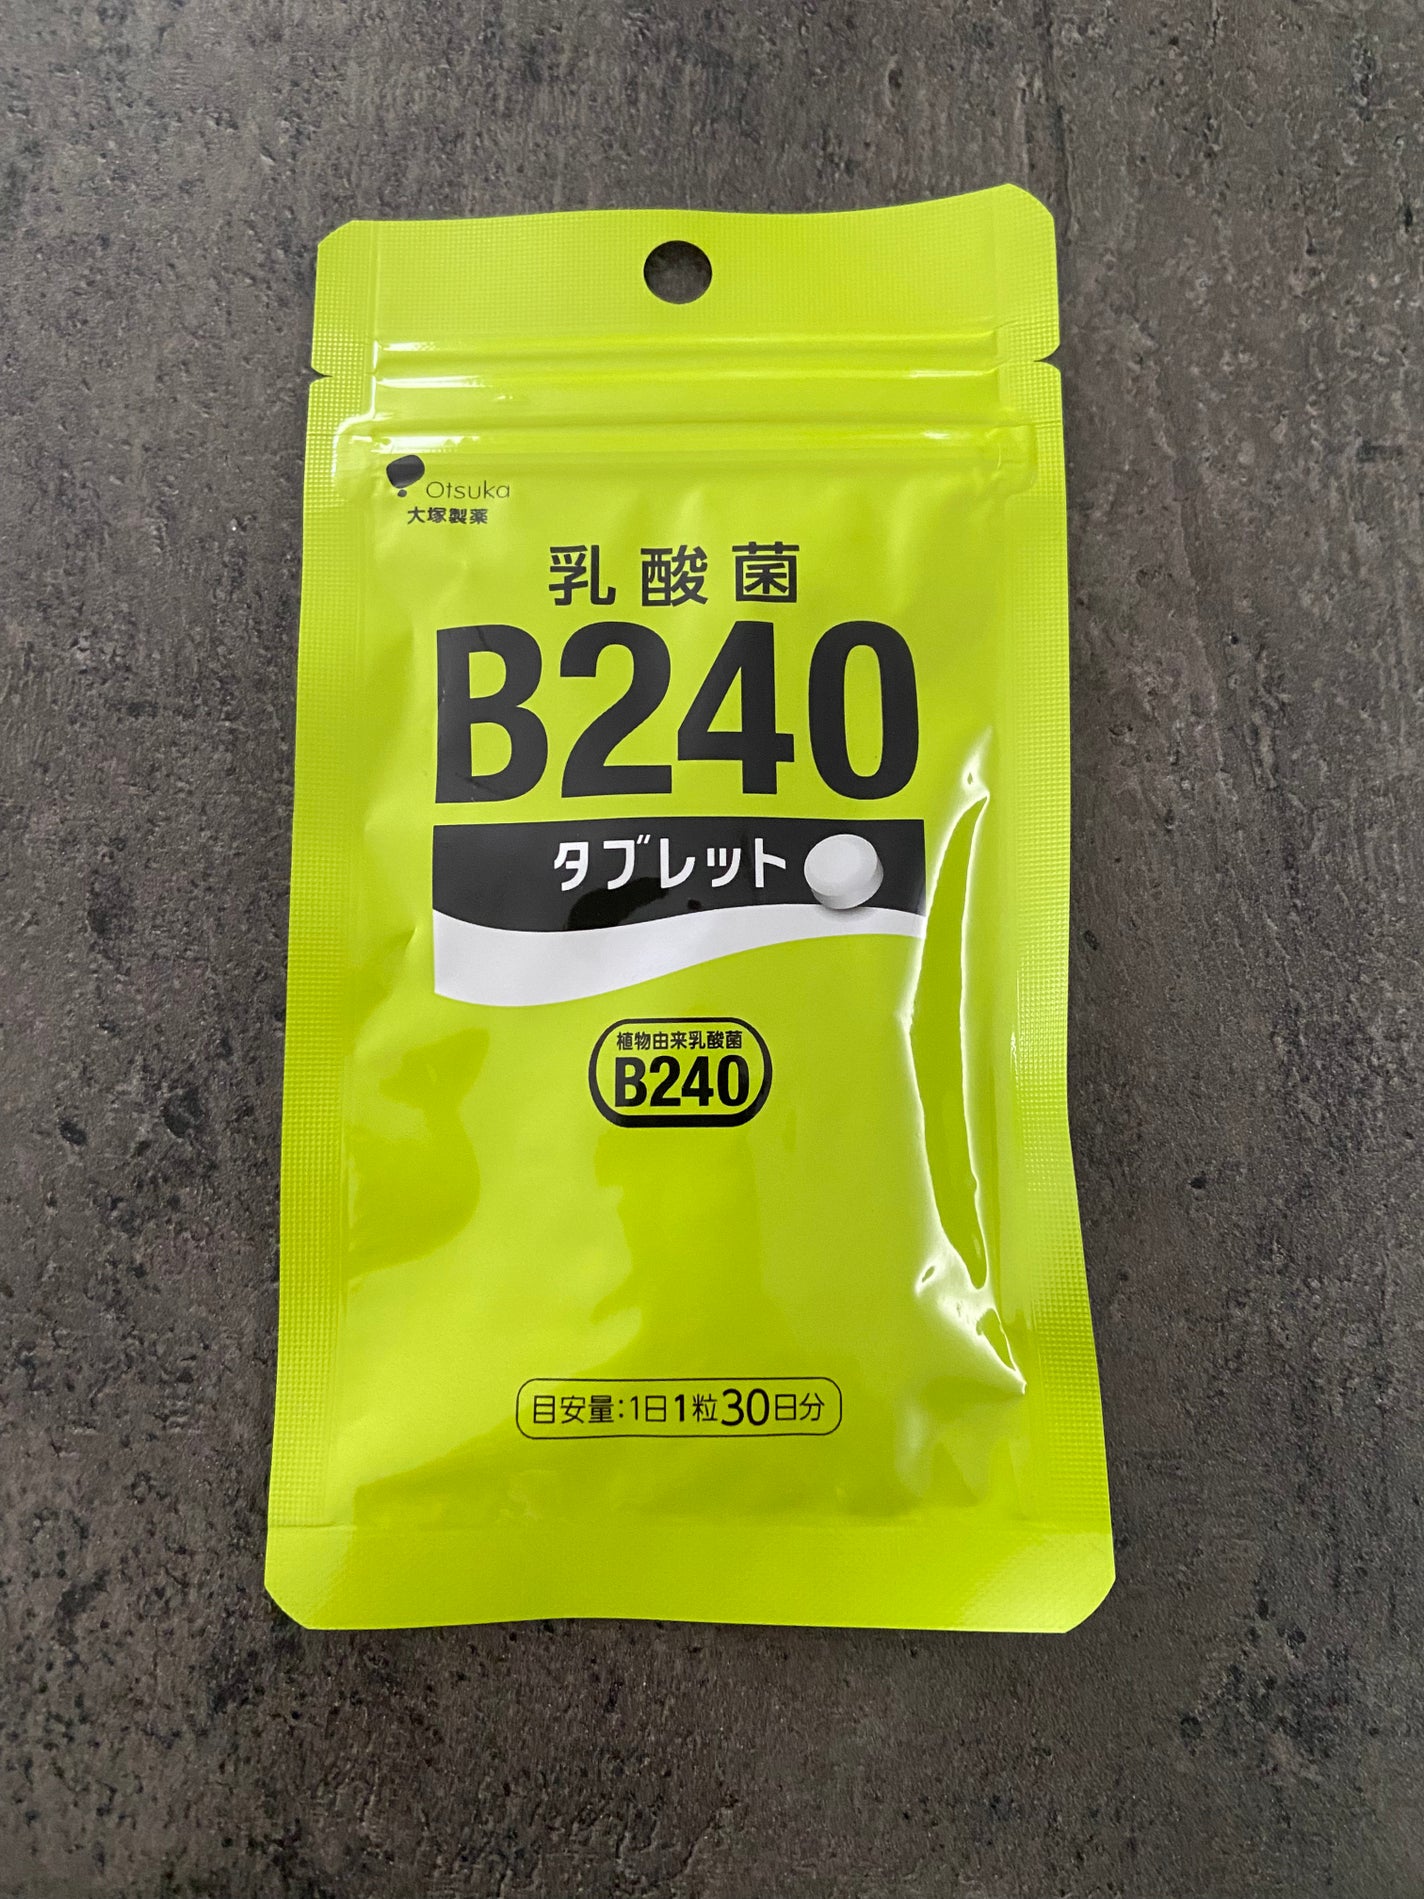 Otsuka
大塚製薬
乳酸菌
B240
タブレット
植物由来乳酸菌
B240
目安量:1日1粒30日分